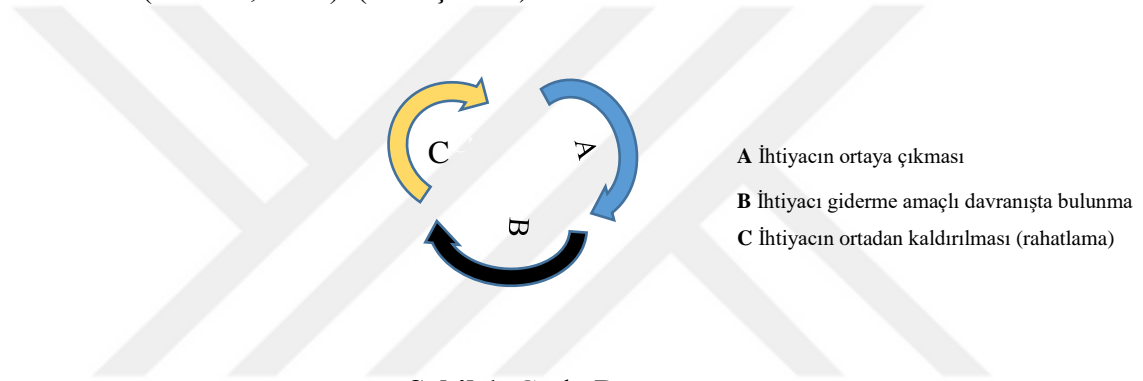 C
A
B
A İhtiyacın ortaya çıkması
B İhtiyacı giderme amaçlı davranışta bulunma
C İhtiyacın ortadan kaldırılması (rahatlama)